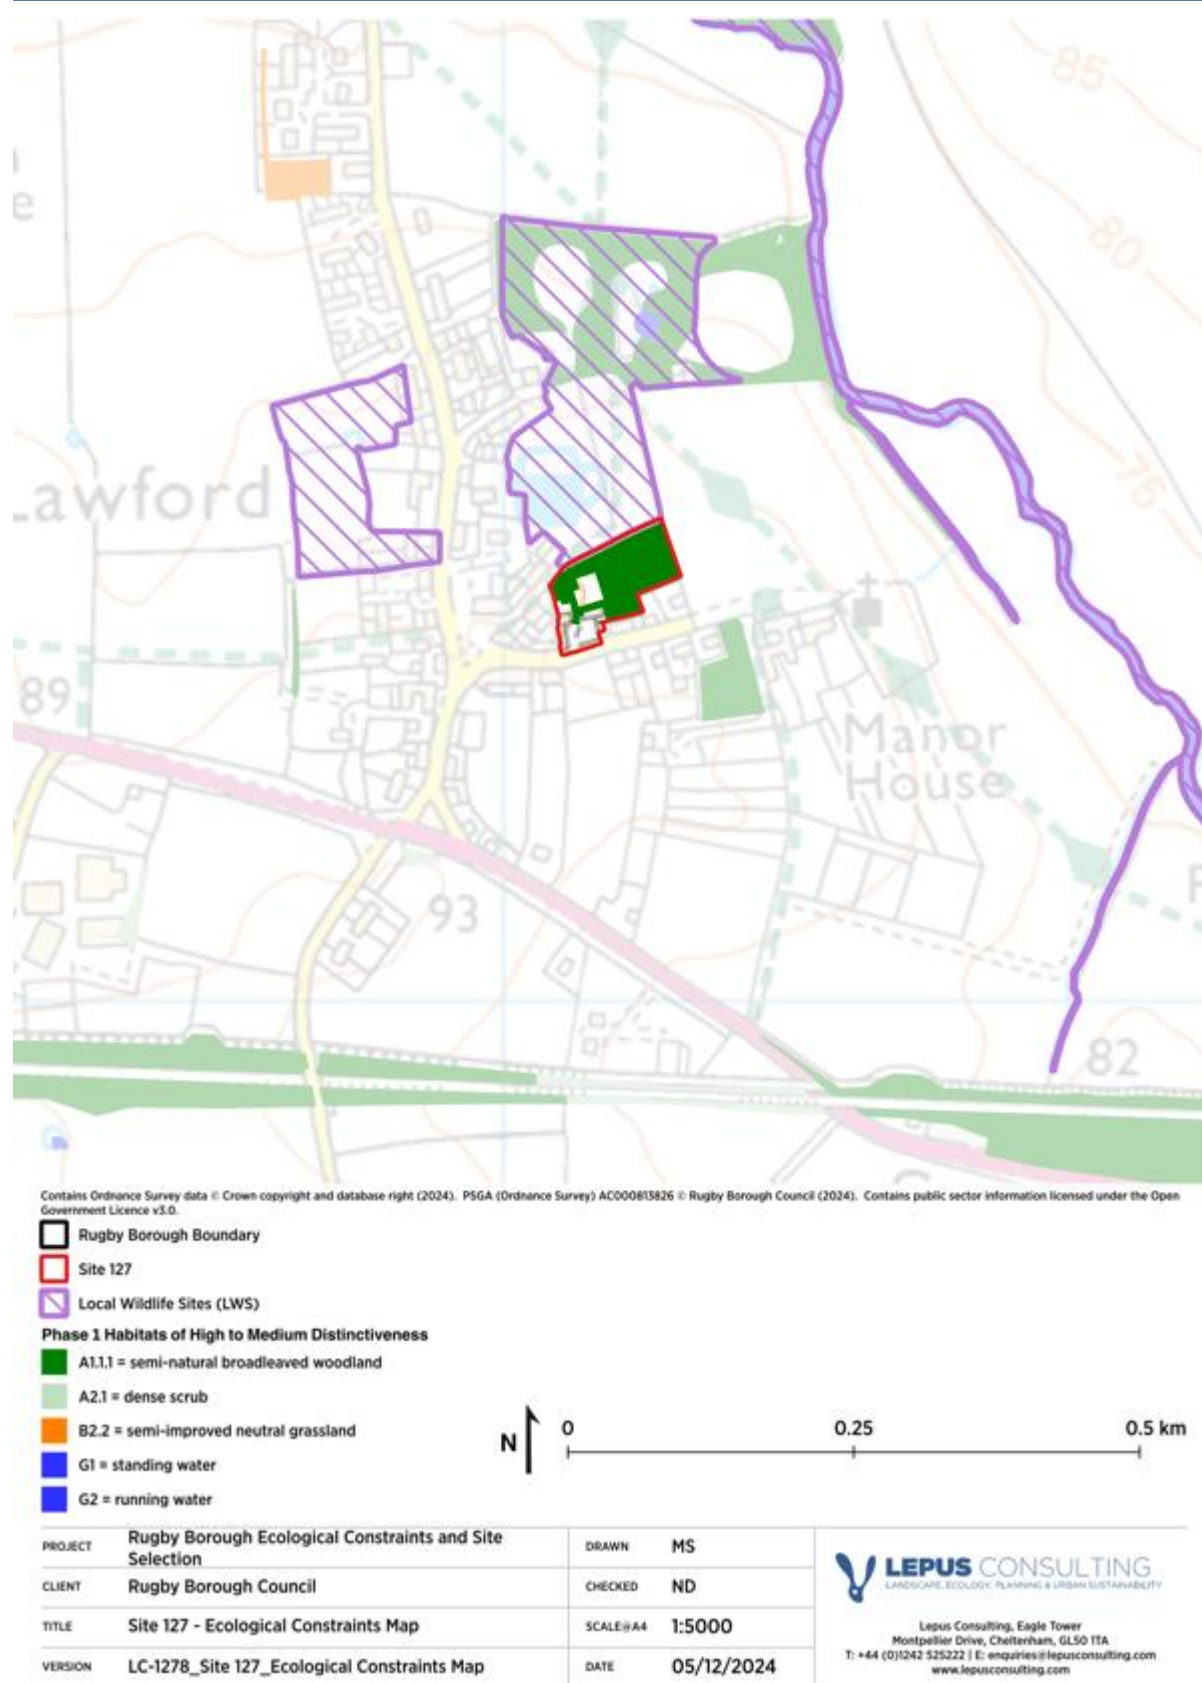 85
80
75
Lawford
89
Manor
House
93
82
Contains Ordnance Survey data © Crown copyright and database right (2024). PSGA (Ordnance Survey) AC000813826 © Rugby Borough Council (2024). Contains public sector information licensed under the Open
Government Licence v3.0.
Rugby Borough Boundary
Site 127
Local Wildlife Sites (LWS)
Phase 1 Habitats of High to Medium Distinctiveness
A1.1.1 = semi-natural broadleaved woodland
A2.1 = dense scrub
B2.2 = semi-improved neutral grassland
G1 = standing water
G2 = running water
N
0 0.25 0.5 km
PROJECT Rugby Borough Ecological Constraints and Site
Selection
DRAWN MS
CLIENT Rugby Borough Council
CHECKED ND
TITLE Site 127 - Ecological Constraints Map
SCALE@A4 1:5000
VERSION LC-1278_Site 127_Ecological Constraints Map
DATE 05/12/2024
LEPUS CONSULTING
LANDSCAPE, ECOLOGY, PLANNING & URBAN SUSTAINABILITY
Lepus Consulting, Eagle Tower
Montpellier Drive, Cheltenham, GL50 1TA
T: +44 (0)1242 525222 | E: enquiries@lepusconsulting.com
www.lepusconsulting.com